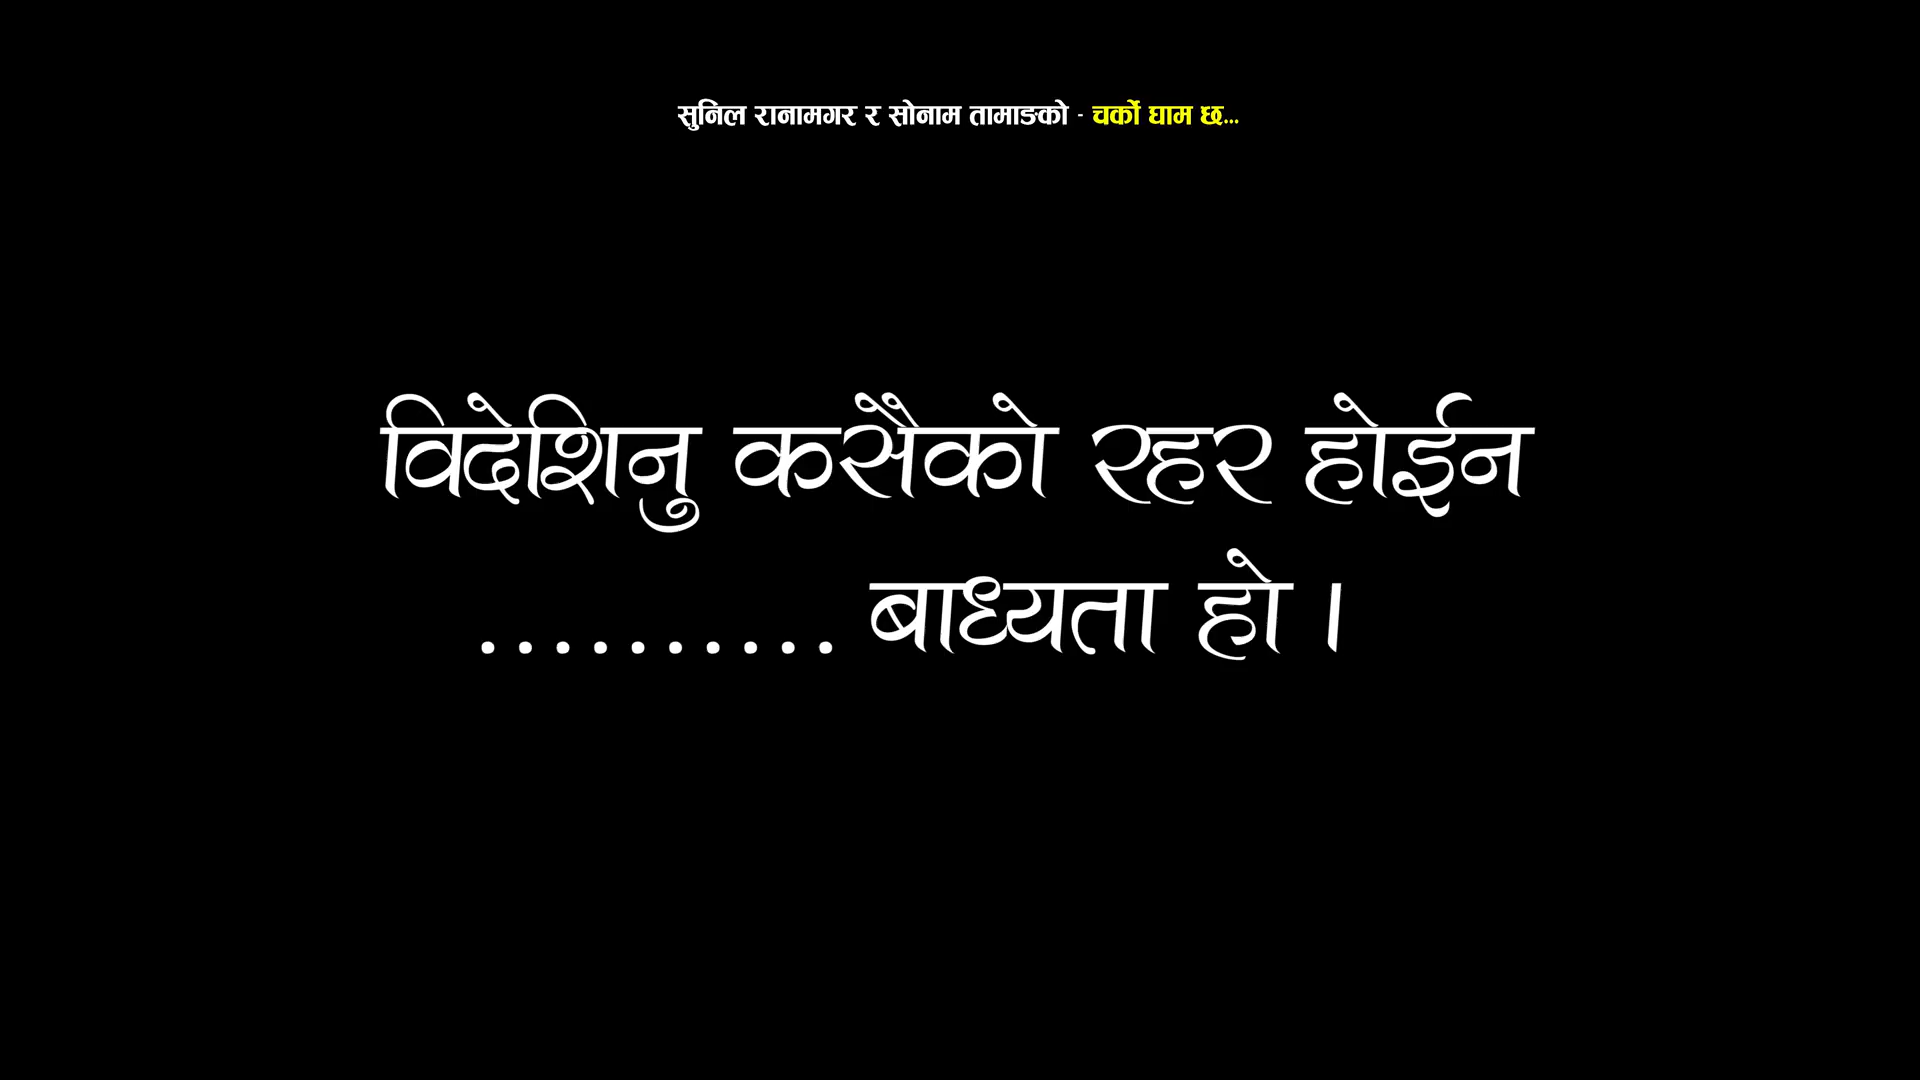 सुनिल रानामगर र सोनाम तामाङको - चर्को घाम छ...
विदेशिनु कसैको रहर होईन
.......... बाध्यता हो ।